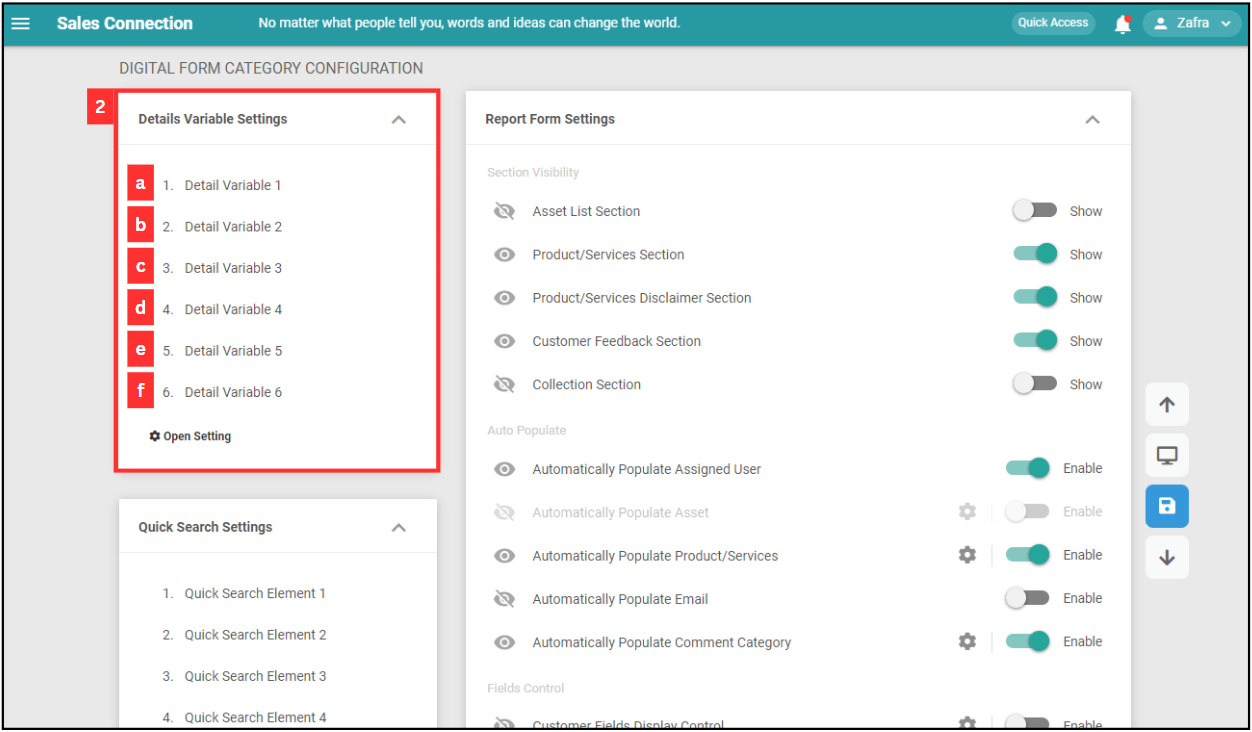 Sales Connection
No matter what people tell you, words and ideas can change the world.
Quick Access
Zafra
DIGITAL FORM CATEGORY CONFIGURATION
2
Details Variable Settings
a 1. Detail Variable 1
b 2. Detail Variable 2
c 3. Detail Variable 3
d 4. Detail Variable 4
e 5. Detail Variable 5
f 6. Detail Variable 6
Open Setting
Quick Search Settings
1. Quick Search Element 1
2. Quick Search Element 2
3. Quick Search Element 3
4. Quick Search Element 4
Report Form Settings
Section Visibility
Asset List Section Show
Product/Services Section Show
Product/Services Disclaimer Section Show
Customer Feedback Section Show
Collection Section Show
Auto Populate
Automatically Populate Assigned User Enable
Automatically Populate Asset Enable
Automatically Populate Product/Services Enable
Automatically Populate Email Enable
Automatically Populate Comment Category Enable
Fields Control
Customer Fields Display Control Enable